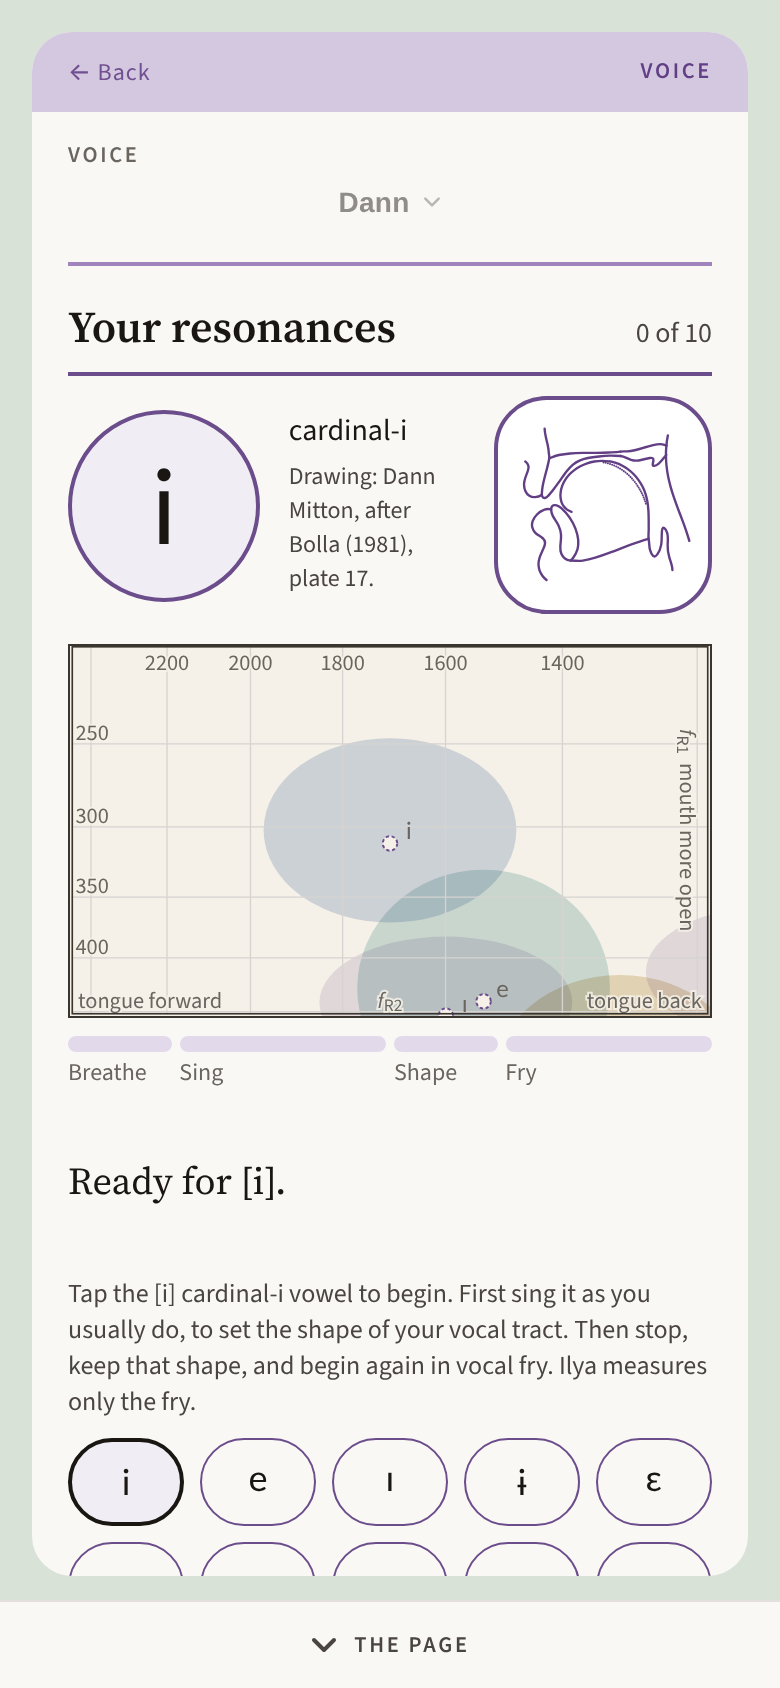 ← Back
VOICE
VOICE
Dann
Your resonances
0 of 10
i
cardinal-i
Drawing: Dann
Mitton, after
Bolla (1981),
plate 17.
2200 2000 1800 1600 1400
250
300
350
400
fR1 mouth more open
i
e
ɪ
tongue forward
fR2
tongue back
Breathe
Sing
Shape
Fry
Ready for [i].
Tap the [i] cardinal-i vowel to begin. First sing it as you
usually do, to set the shape of your vocal tract. Then stop,
keep that shape, and begin again in vocal fry. Ilya measures
only the fry.
i e ɪ ɨ ɛ
THE PAGE